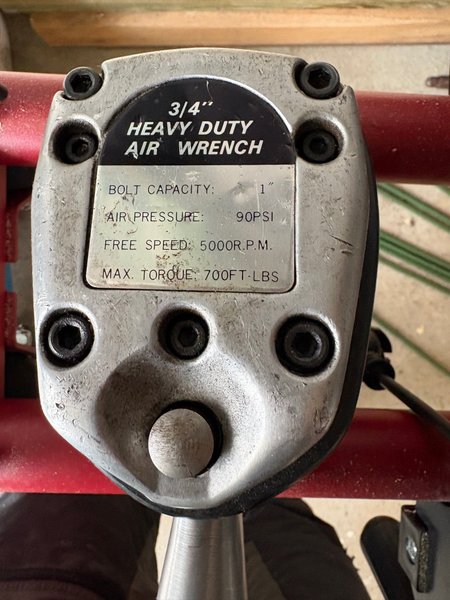 3/4"
HEAVY DUTY
AIR WRENCH
BOLT CAPACITY: 1"
AIR PRESSURE: 90PSI
FREE SPEED: 5000R.P.M.
MAX. TORQUE: 700FT-LBS